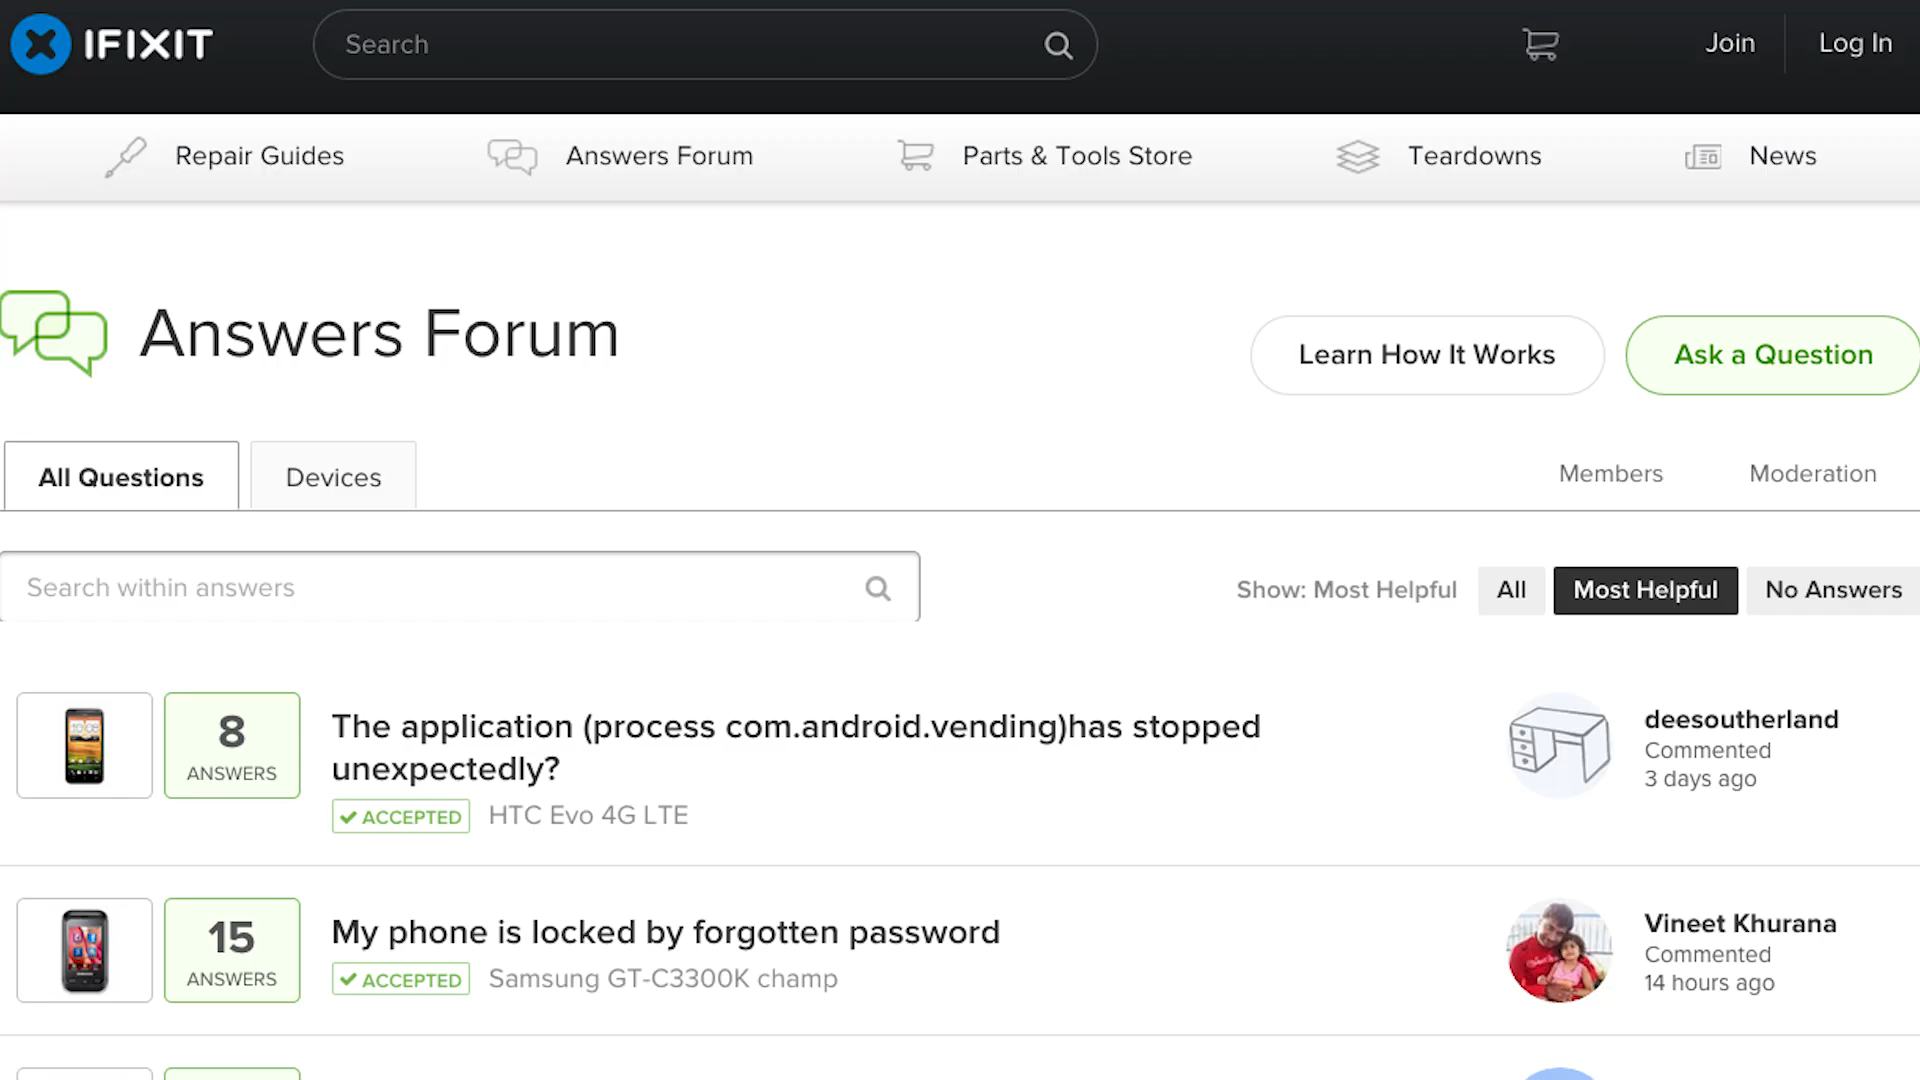 IFIXIT
Search
Join
Log In
Repair Guides
Answers Forum
Parts & Tools Store
Teardowns
News
Answers Forum
Learn How It Works
Ask a Question
All Questions
Devices
Members
Moderation
Search within answers
Show: Most Helpful
All
Most Helpful
No Answers
8
ANSWERS
The application (process com.android.vending)has stopped
unexpectedly?
ACCEPTED
HTC Evo 4G LTE
deesoutherland
Commented
3 days ago
15
ANSWERS
My phone is locked by forgotten password
ACCEPTED
Samsung GT-C3300K champ
Vineet Khurana
Commented
14 hours ago